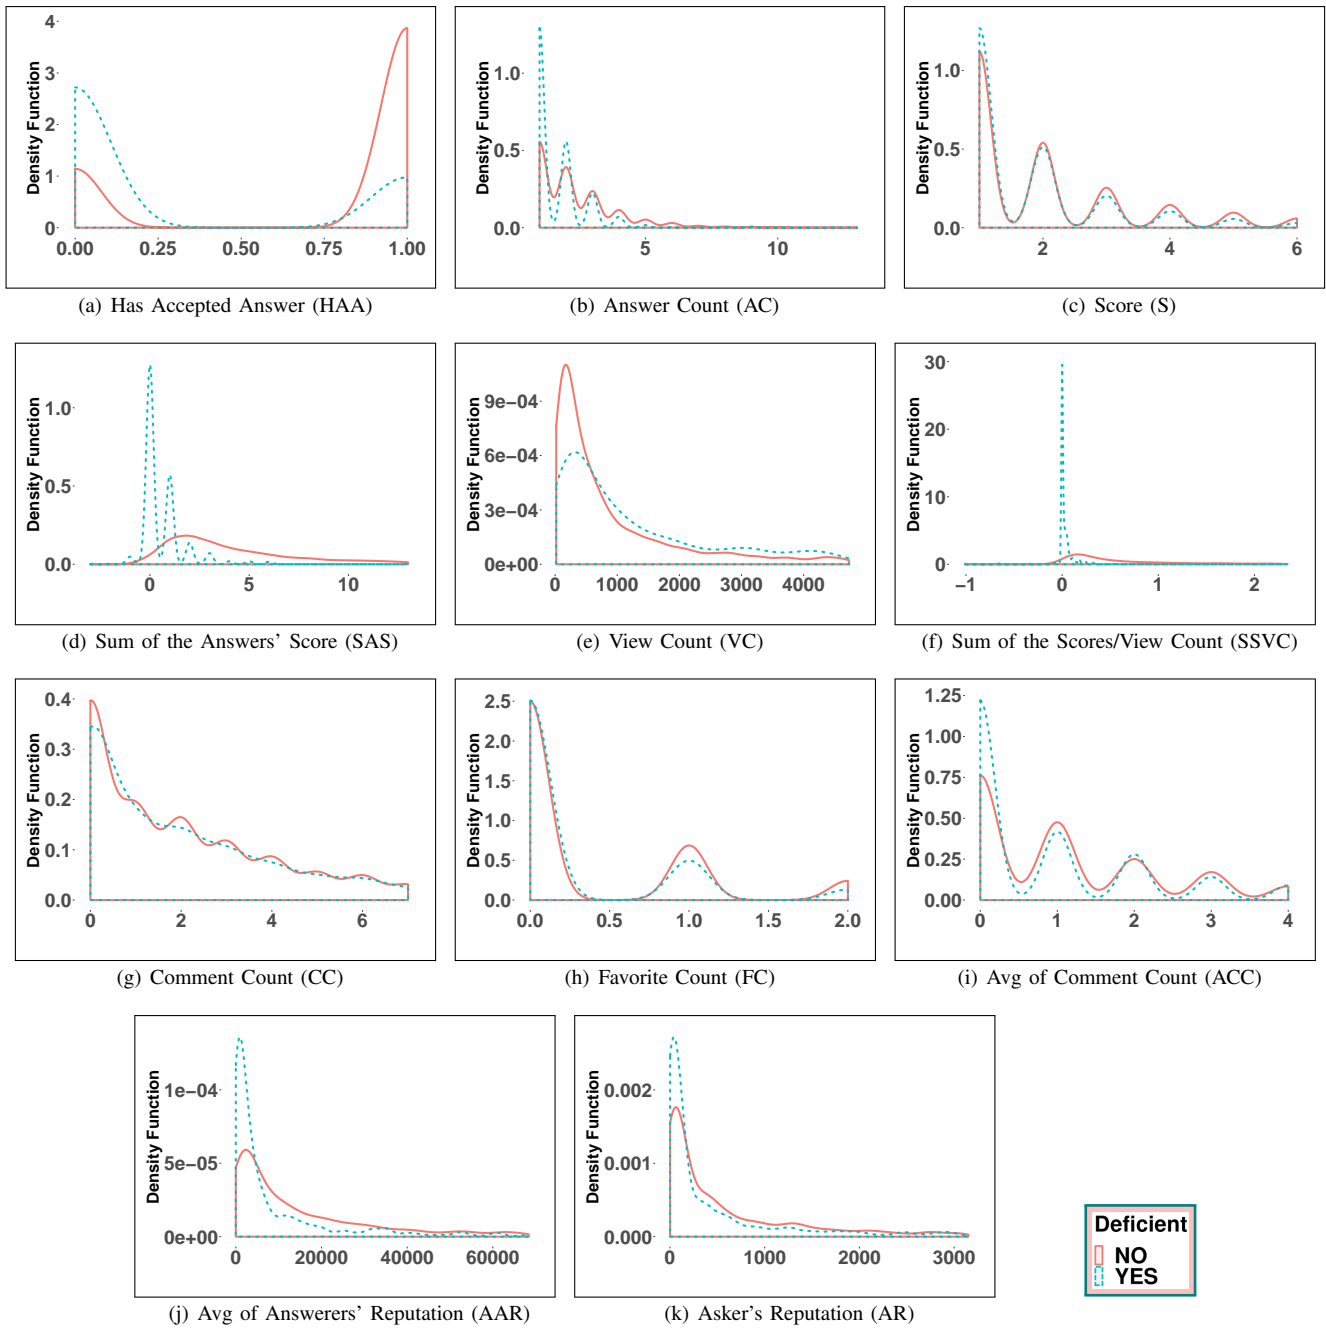 Density Function
4
3
2
1
0
0.00 0.25 0.50 0.75 1.00
(a) Has Accepted Answer (HAA)
Density Function
1.0
0.5
0.0
5 10
(b) Answer Count (AC)
Density Function
1.0
0.5
0.0
2 4 6
(c) Score (S)
Density Function
1.0
0.5
0.0
0 5 10
(d) Sum of the Answers' Score (SAS)
Density Function
9e−04
6e−04
3e−04
0e+00
0 1000 2000 3000 4000
(e) View Count (VC)
Density Function
30
20
10
0
−1 0 1 2
(f) Sum of the Scores/View Count (SSVC)
Density Function
0.4
0.3
0.2
0.1
0.0
0 2 4 6
(g) Comment Count (CC)
Density Function
2.5
2.0
1.5
1.0
0.5
0.0
0.0 0.5 1.0 1.5 2.0
(h) Favorite Count (FC)
Density Function
1.25
1.00
0.75
0.50
0.25
0.00
0 1 2 3 4
(i) Avg of Comment Count (ACC)
Density Function
1e−04
5e−05
0e+00
0 20000 40000 60000
(j) Avg of Answerers' Reputation (AAR)
Density Function
0.002
0.001
0.000
0 1000 2000 3000
(k) Asker's Reputation (AR)
Deficient
NO
YES